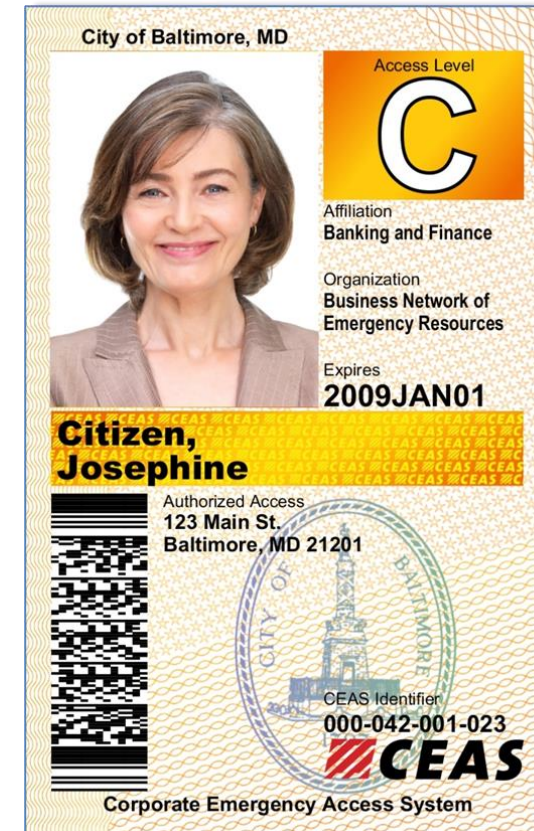 City of Baltimore, MD
Access Level
C
Affiliation
Banking and Finance
Organization
Business Network of
Emergency Resources
Expires
2009JAN01
Citizen,
Josephine
Authorized Access
123 Main St.
Baltimore, MD 21201
CITY OF BALTIMORE
CEAS Identifier
000-042-001-023
CEAS
Corporate Emergency Access System